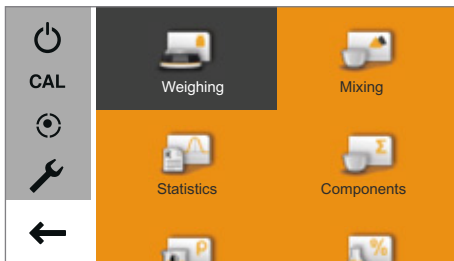 CAL
Weighing
Mixing
Σ
Statistics
Components
ρ
%